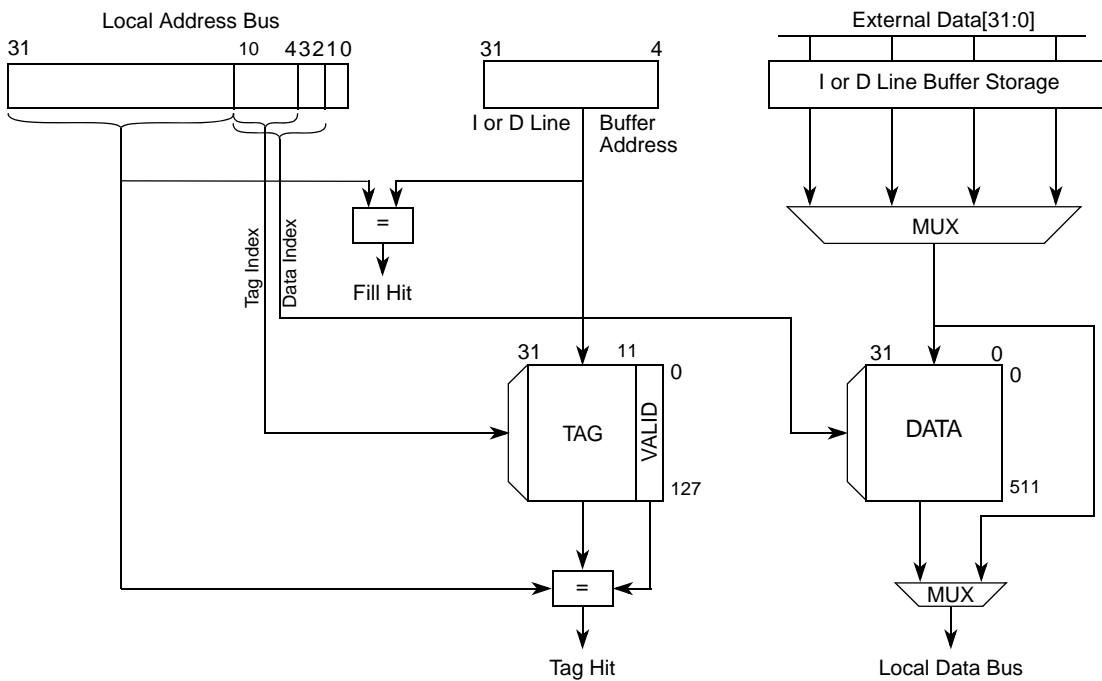 Local Address Bus
31 10 4 3 2 1 0
31 4
External Data[31:0]
I or D Line Buffer Storage
I or D Line Buffer
Address
MUX
=
Fill Hit
Tag Index
Data Index
31 11
0
TAG
VALID
127
31 0
0
DATA
511
=
MUX
Tag Hit
Local Data Bus